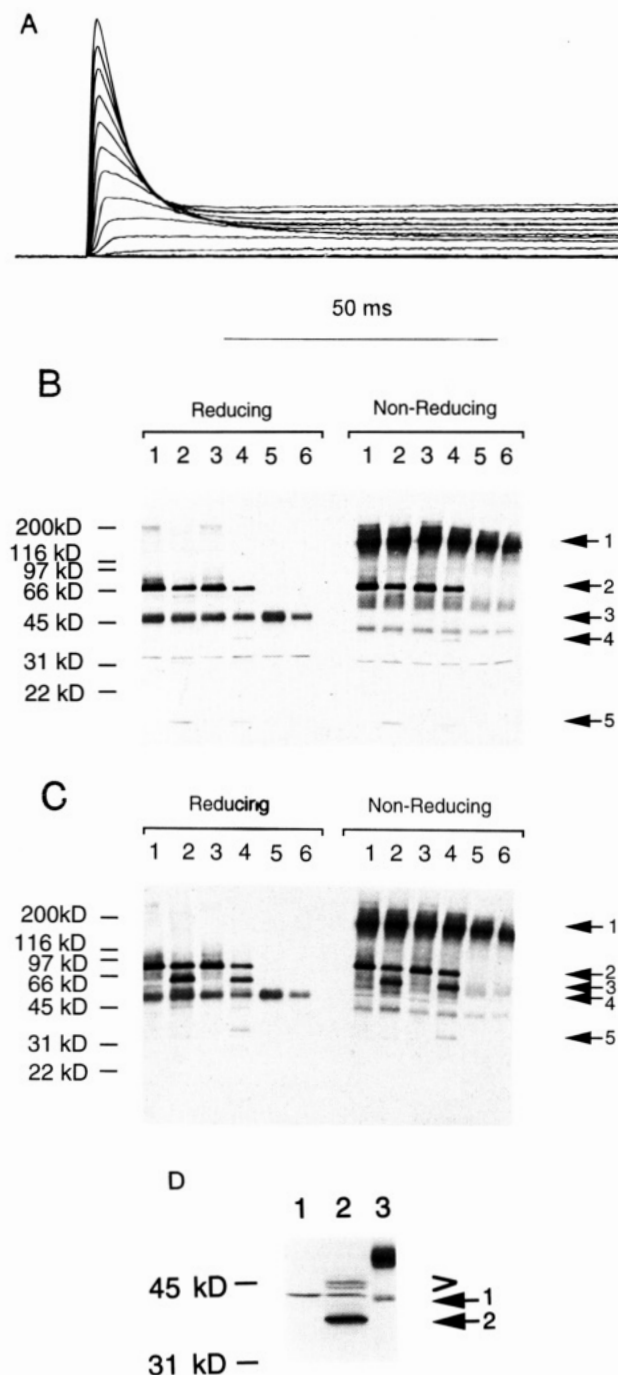 A
50 ms
B
Reducing Non-Reducing
1 2 3 4 5 6 1 2 3 4 5 6
200kD
116 kD
97 kD
66 kD
45 kD
31 kD
22 kD
1
2
3
4
5
C
Reducing Non-Reducing
1 2 3 4 5 6 1 2 3 4 5 6
200kD
116 kD
97 kD
66 kD
45 kD
31 kD
22 kD
1
2
3
4
5
D
1 2 3
45 kD
>
1
2
31 kD